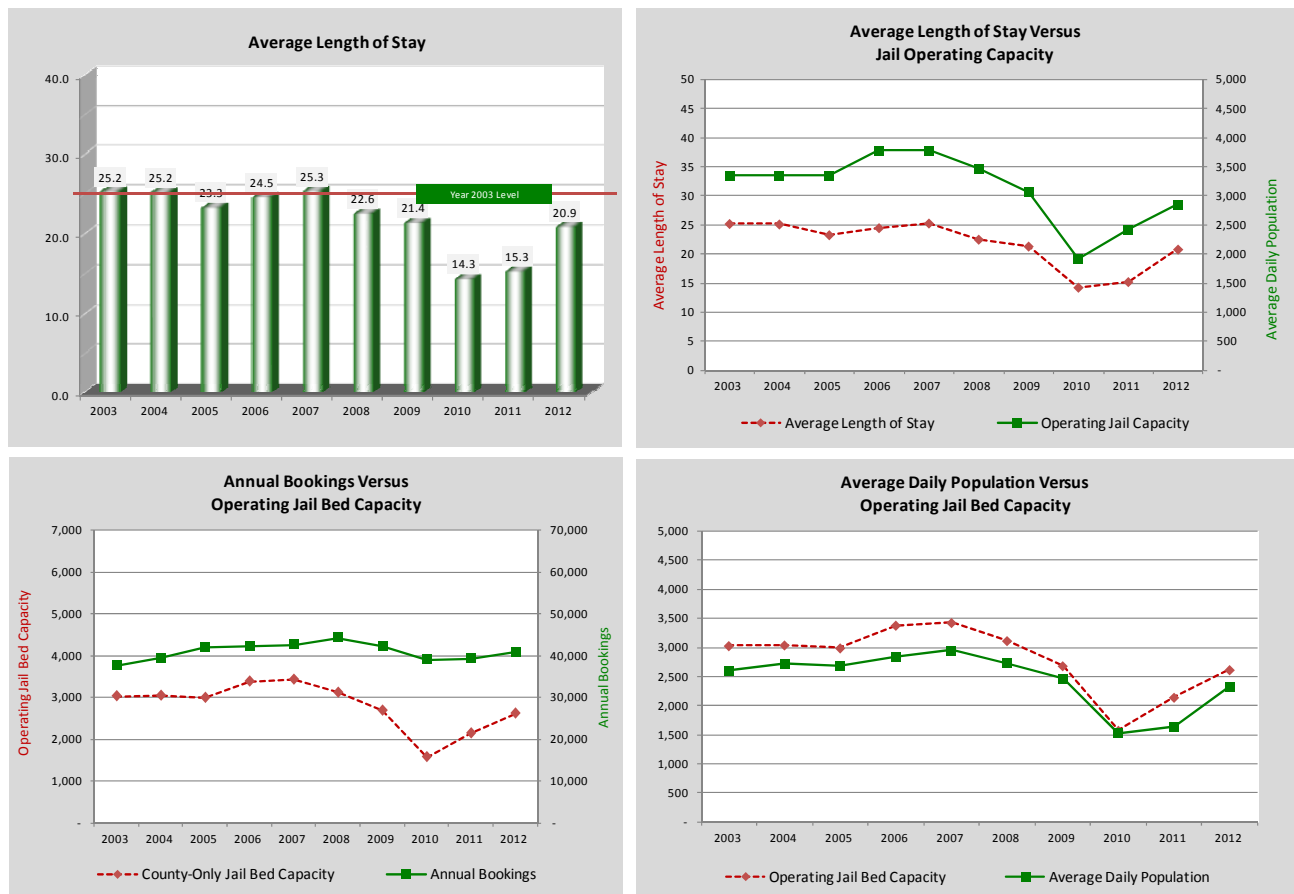 Average Length of Stay
40.0
30.0
20.0
10.0
0.0
25.2 25.2 23.3 24.5 25.3 22.6 21.4 14.3 15.3 20.9
Year 2003 Level
2003 2004 2005 2006 2007 2008 2009 2010 2011 2012
Average Length of Stay Versus
Jail Operating Capacity
Average Length of Stay
50
45
40
35
30
25
20
15
10
5
0
5,000
4,500
4,000
3,500
3,000
2,500
2,000
1,500
1,000
500
-
Average Daily Population
2003 2004 2005 2006 2007 2008 2009 2010 2011 2012
Average Length of Stay Operating Jail Capacity
Annual Bookings Versus
Operating Jail Bed Capacity
Operating Jail Bed Capacity
7,000
6,000
5,000
4,000
3,000
2,000
1,000
-
70,000
60,000
50,000
40,000
30,000
20,000
10,000
-
Annual Bookings
2003 2004 2005 2006 2007 2008 2009 2010 2011 2012
County-Only Jail Bed Capacity Annual Bookings
Average Daily Population Versus
Operating Jail Bed Capacity
5,000
4,500
4,000
3,500
3,000
2,500
2,000
1,500
1,000
500
-
2003 2004 2005 2006 2007 2008 2009 2010 2011 2012
Operating Jail Bed Capacity Average Daily Population